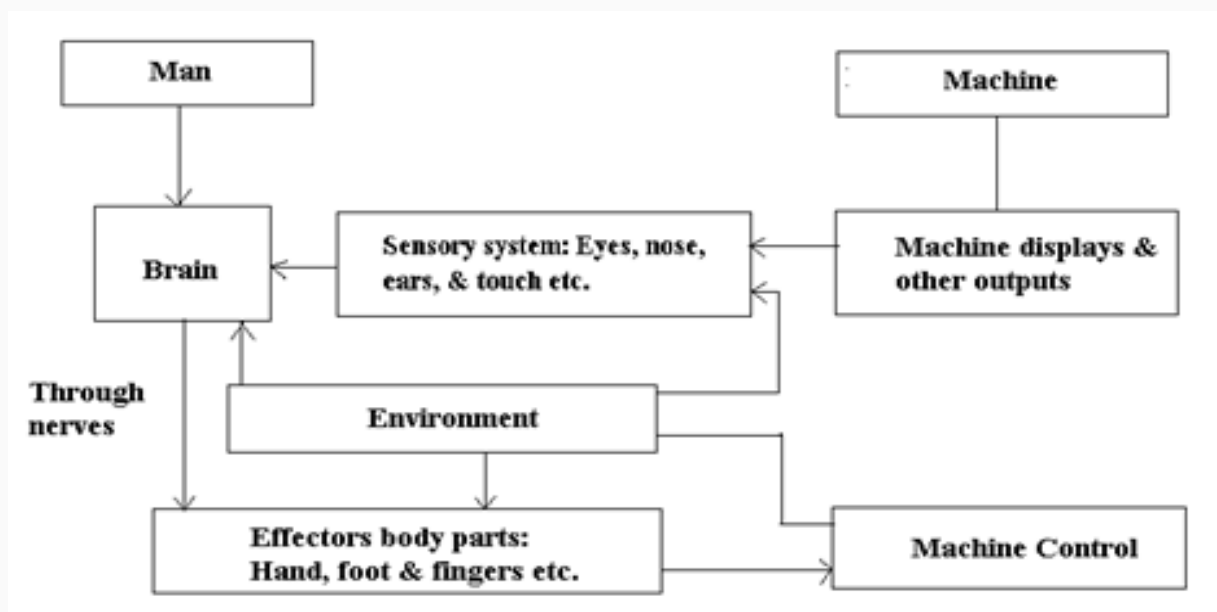 Man
Machine
Brain
Sensory system: Eyes, nose,
ears, & touch etc.
Machine displays &
other outputs
Through
nerves
Environment
Effectors body parts:
Hand, foot & fingers etc.
Machine Control